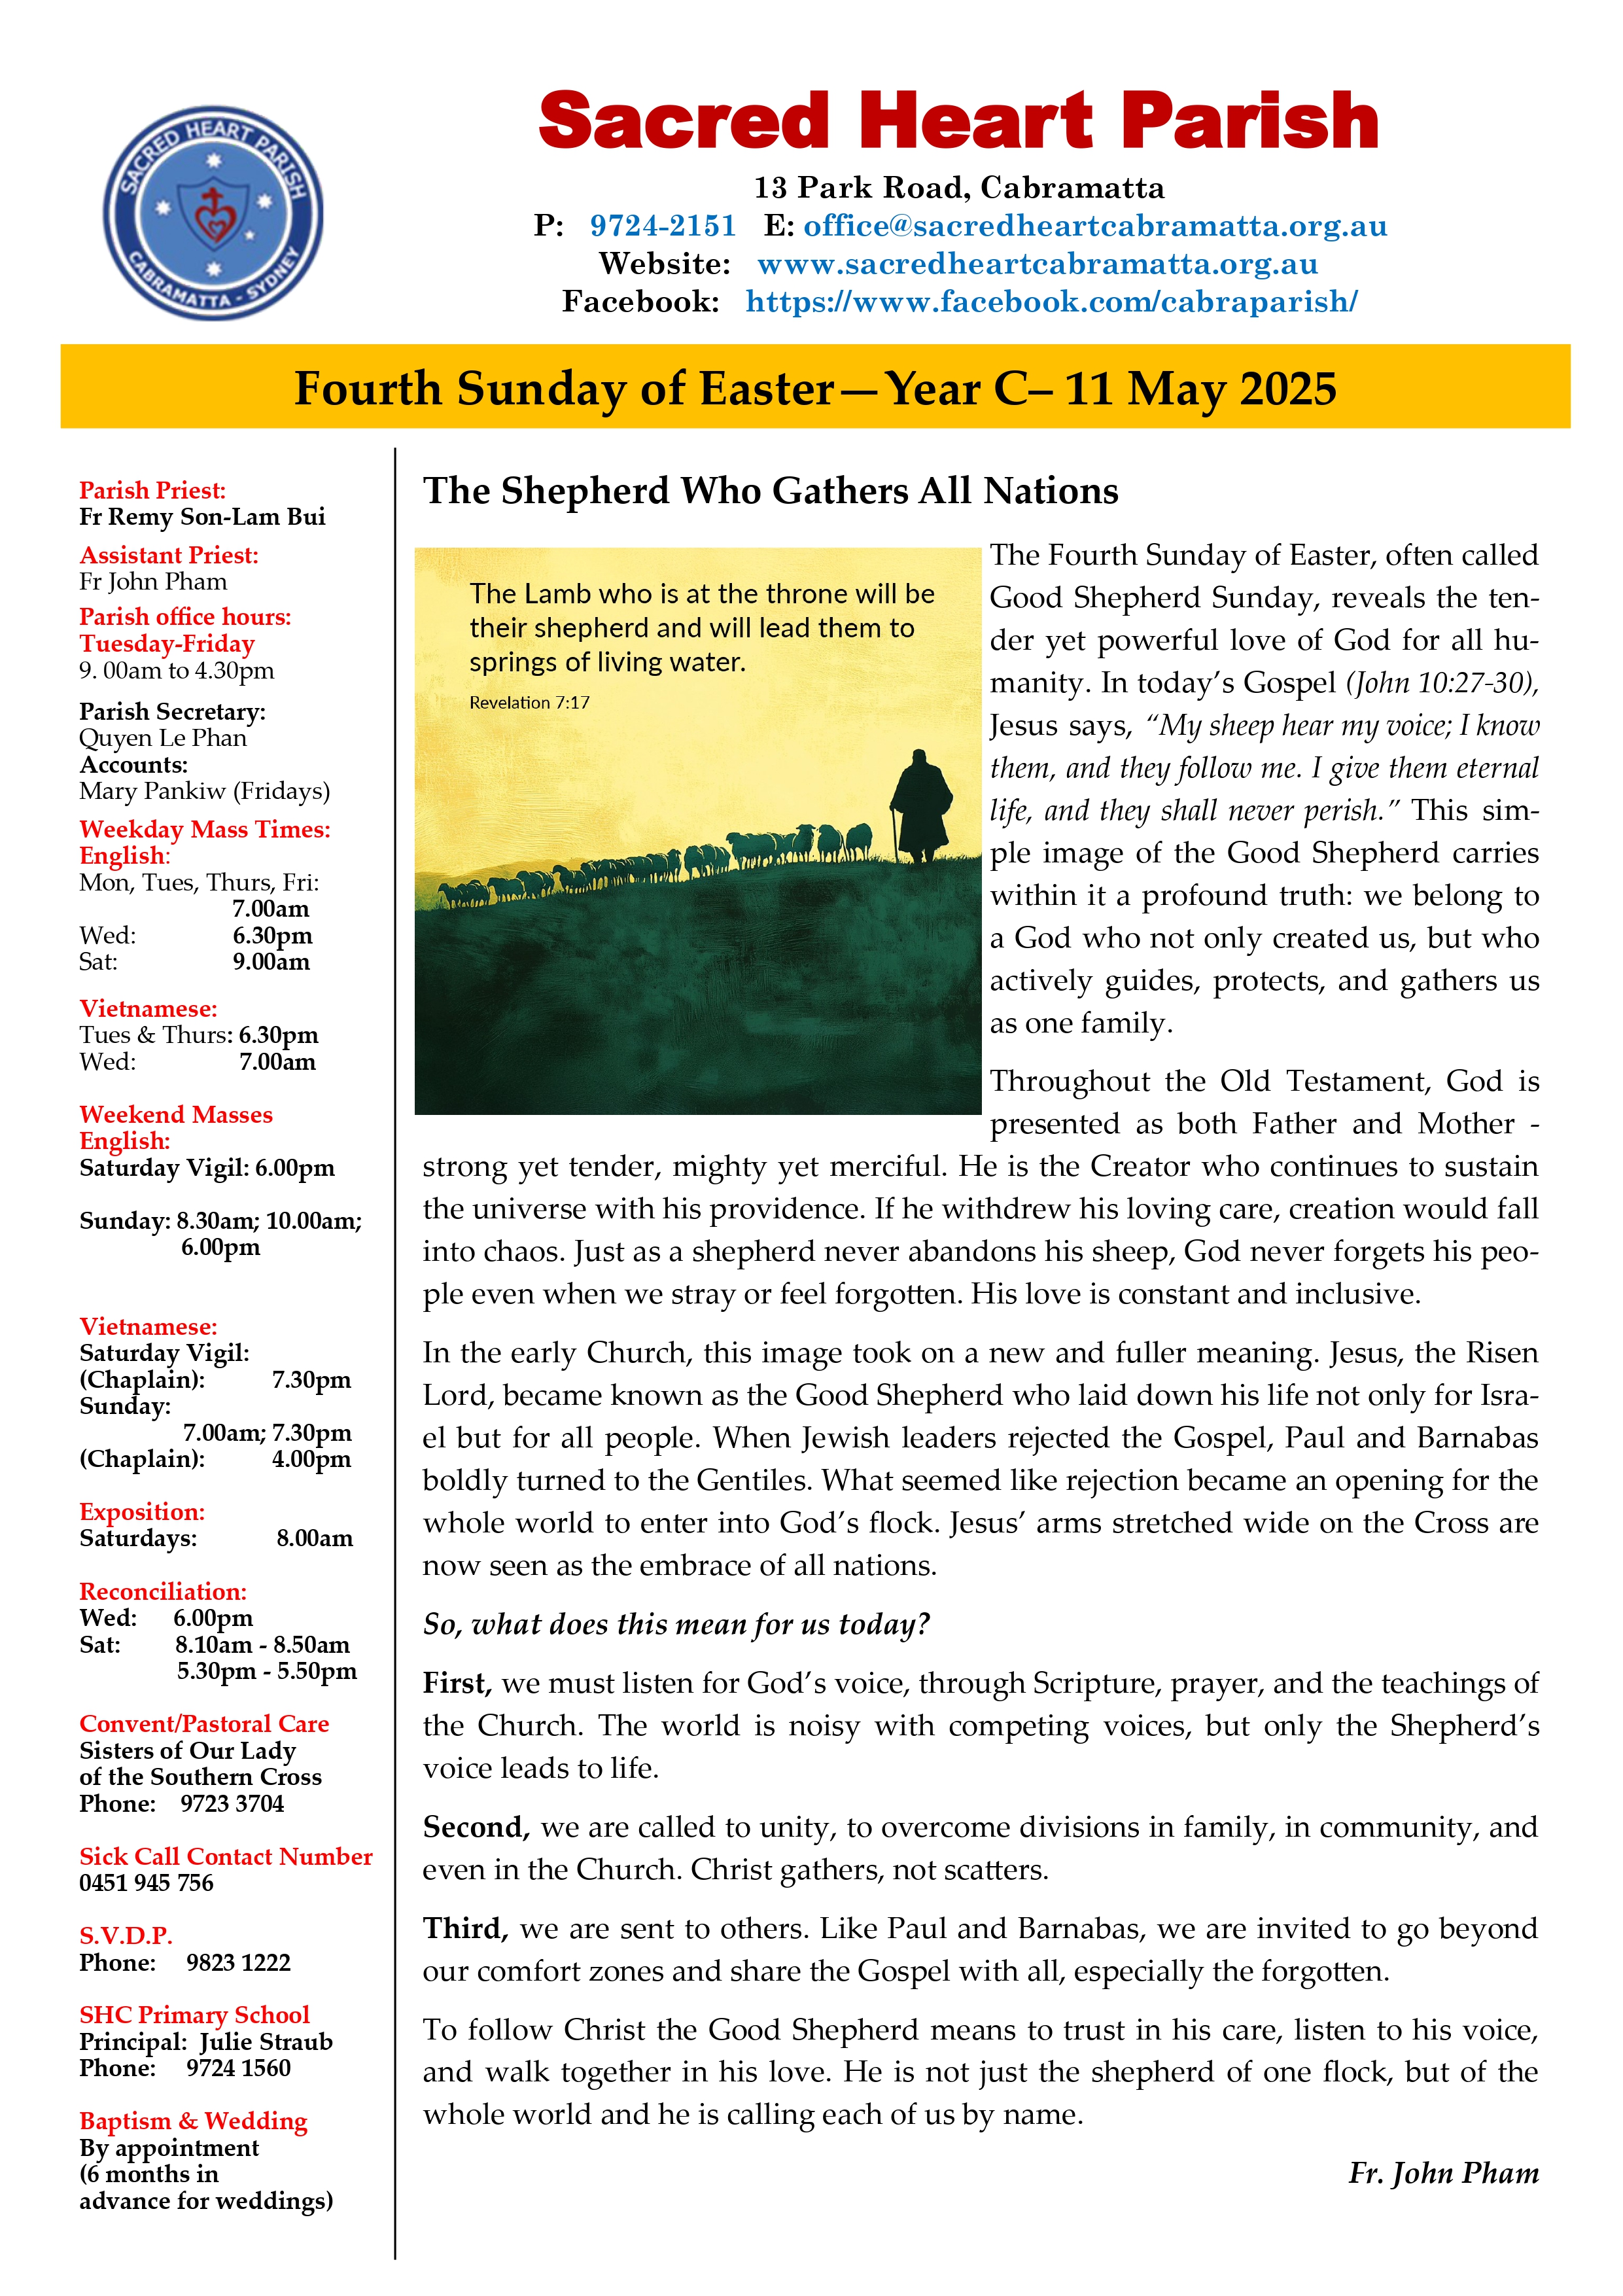 SACRED HEART PARISH
CABRAMATTA - SYDNEY
Sacred Heart Parish
13 Park Road, Cabramatta
P: 9724-2151 E: office@sacredheartcabramatta.org.au
Website: www.sacredheartcabramatta.org.au
Facebook: https://www.facebook.com/cabraparish/
Fourth Sunday of Easter—Year C– 11 May 2025
Parish Priest:
Fr Remy Son-Lam Bui
Assistant Priest:
Fr John Pham
Parish office hours:
Tuesday-Friday
9. 00am to 4.30pm
Parish Secretary:
Quyen Le Phan
Accounts:
Mary Pankiw (Fridays)
Weekday Mass Times:
English:
Mon, Tues, Thurs, Fri:
7.00am
Wed: 6.30pm
Sat: 9.00am
Vietnamese:
Tues & Thurs: 6.30pm
Wed: 7.00am
Weekend Masses
English:
Saturday Vigil: 6.00pm
Sunday: 8.30am; 10.00am;
6.00pm
Vietnamese:
Saturday Vigil:
(Chaplain): 7.30pm
Sunday:
7.00am; 7.30pm
(Chaplain): 4.00pm
Exposition:
Saturdays: 8.00am
Reconciliation:
Wed: 6.00pm
Sat: 8.10am - 8.50am
5.30pm - 5.50pm
Convent/Pastoral Care
Sisters of Our Lady
of the Southern Cross
Phone: 9723 3704
Sick Call Contact Number
0451 945 756
S.V.D.P.
Phone: 9823 1222
SHC Primary School
Principal: Julie Straub
Phone: 9724 1560
Baptism & Wedding
By appointment
(6 months in
advance for weddings)
The Shepherd Who Gathers All Nations
The Lamb who is at the throne will be
their shepherd and will lead them to
springs of living water.
Revelation 7:17
The Fourth Sunday of Easter, often called
Good Shepherd Sunday, reveals the ten-
der yet powerful love of God for all hu-
manity. In today’s Gospel (John 10:27-30),
Jesus says, “My sheep hear my voice; I know
them, and they follow me. I give them eternal
life, and they shall never perish.” This sim-
ple image of the Good Shepherd carries
within it a profound truth: we belong to
a God who not only created us, but who
actively guides, protects, and gathers us
as one family.
Throughout the Old Testament, God is
presented as both Father and Mother -
strong yet tender, mighty yet merciful. He is the Creator who continues to sustain
the universe with his providence. If he withdrew his loving care, creation would fall
into chaos. Just as a shepherd never abandons his sheep, God never forgets his peo-
ple even when we stray or feel forgotten. His love is constant and inclusive.
In the early Church, this image took on a new and fuller meaning. Jesus, the Risen
Lord, became known as the Good Shepherd who laid down his life not only for Isra-
el but for all people. When Jewish leaders rejected the Gospel, Paul and Barnabas
boldly turned to the Gentiles. What seemed like rejection became an opening for the
whole world to enter into God’s flock. Jesus’ arms stretched wide on the Cross are
now seen as the embrace of all nations.
So, what does this mean for us today?
First, we must listen for God’s voice, through Scripture, prayer, and the teachings of
the Church. The world is noisy with competing voices, but only the Shepherd’s
voice leads to life.
Second, we are called to unity, to overcome divisions in family, in community, and
even in the Church. Christ gathers, not scatters.
Third, we are sent to others. Like Paul and Barnabas, we are invited to go beyond
our comfort zones and share the Gospel with all, especially the forgotten.
To follow Christ the Good Shepherd means to trust in his care, listen to his voice,
and walk together in his love. He is not just the shepherd of one flock, but of the
whole world and he is calling each of us by name.
Fr. John Pham